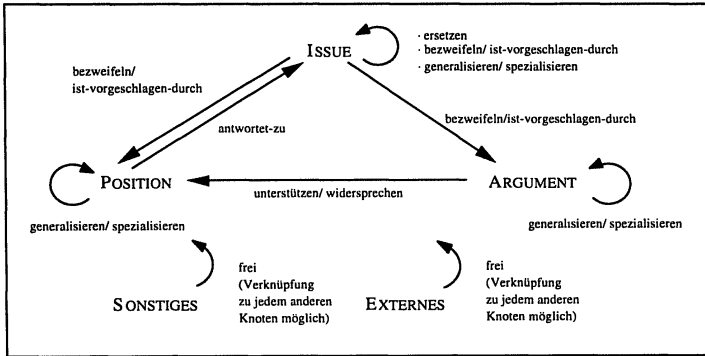 ISSUE
· ersetzen
· bezweifeln/ ist-vorgeschlagen-durch
· generalisieren/ spezialisieren
bezweifeln/
ist-vorgeschlagen-durch
bezweifeln/ist-vorgeschlagen-durch
antwortet-zu
POSITION
ARGUMENT
unterstützen/ widersprechen
generalisieren/ spezialisieren
generalisieren/ spezialisieren
frei
(Verknüpfung
zu jedem anderen
Knoten möglich)
SONSTIGES
frei
(Verknüpfung
zu jedem anderen
Knoten möglich)
EXTERNES